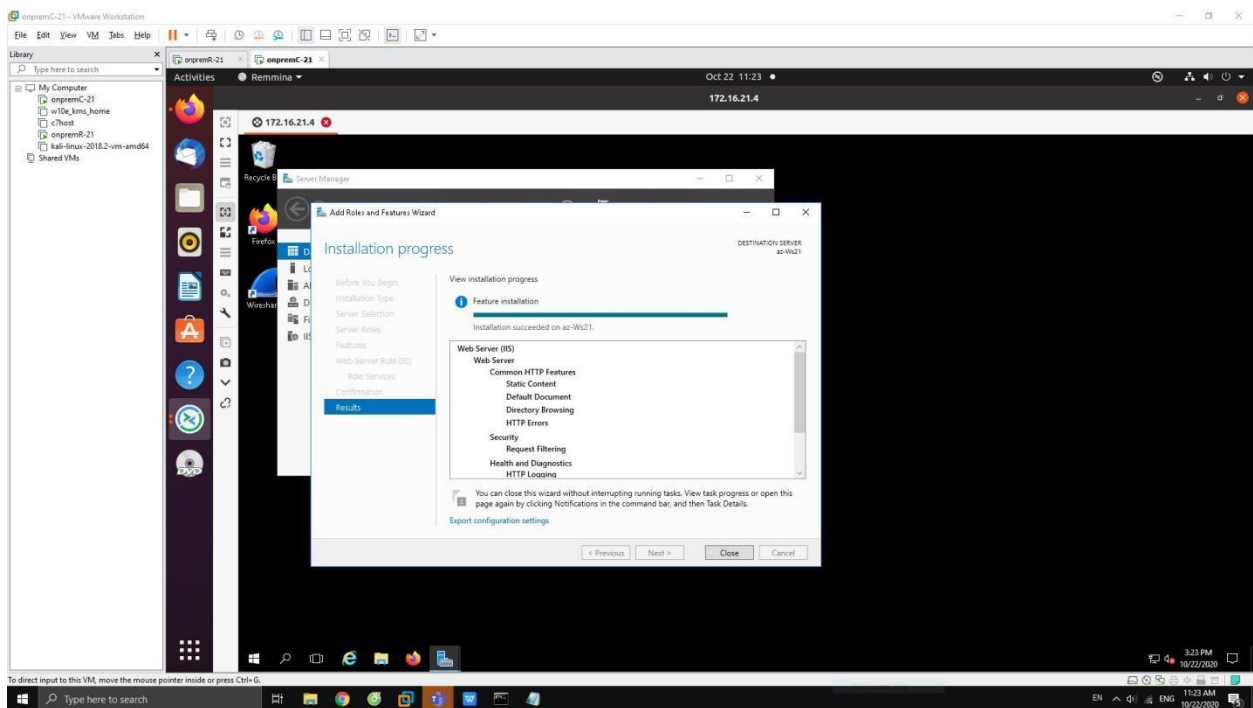 onpremC-21 - VMware Workstation
File Edit View VM Tabs Help
Library
Type here to search
My Computer
onpremC-21
w10e_kms_home
c7host
onpremR-21
kali-linux-2018.2-vm-amd64
Shared VMs
onpremR-21
onpremC-21
Activities
Remmina
Oct 22 11:23
172.16.21.4
172.16.21.4
Recycle B
Firefox
Wireshar
Server Manager
D
Lo
Al
D
Fi
IIS
Add Roles and Features Wizard
Installation progress
DESTINATION SERVER
az-Ws21
Before You Begin
Installation Type
Server Selection
Server Roles
Features
Web Server Role (IIS)
Role Services
Confirmation
Results
View installation progress
Feature installation
Installation succeeded on az-Ws21.
Web Server (IIS)
Web Server
Common HTTP Features
Static Content
Default Document
Directory Browsing
HTTP Errors
Security
Request Filtering
Health and Diagnostics
HTTP Logging
You can close this wizard without interrupting running tasks. View task progress or open this
page again by clicking Notifications in the command bar, and then Task Details.
Export configuration settings
< Previous
Next >
Close
Cancel
DVD
3:23 PM
10/22/2020
To direct input to this VM, move the mouse pointer inside or press Ctrl+G.
Type here to search
EN
ENG
11:23 AM
10/22/2020